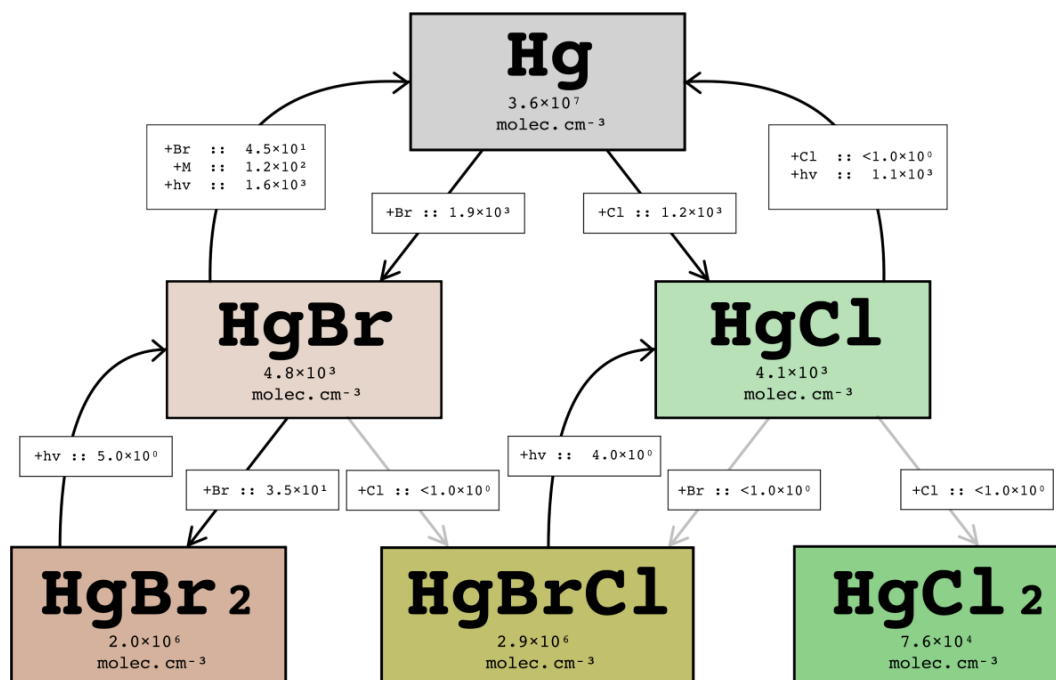 Hg
3.6×10⁷
molec.cm⁻³
+Br :: 4.5×10¹
+M :: 1.2×10²
+hv :: 1.6×10³
+Cl :: <1.0×10⁰
+hv :: 1.1×10³
+Br :: 1.9×10³
+Cl :: 1.2×10³
HgBr
4.8×10³
molec.cm⁻³
HgCl
4.1×10³
molec.cm⁻³
+hv :: 5.0×10⁰
+Br :: 3.5×10¹
+Cl :: <1.0×10⁰
+hv :: 4.0×10⁰
+Br :: <1.0×10⁰
+Cl :: <1.0×10⁰
HgBr 2
2.0×10⁶
molec.cm⁻³
HgBrCl
2.9×10⁶
molec.cm⁻³
HgCl 2
7.6×10⁴
molec.cm⁻³